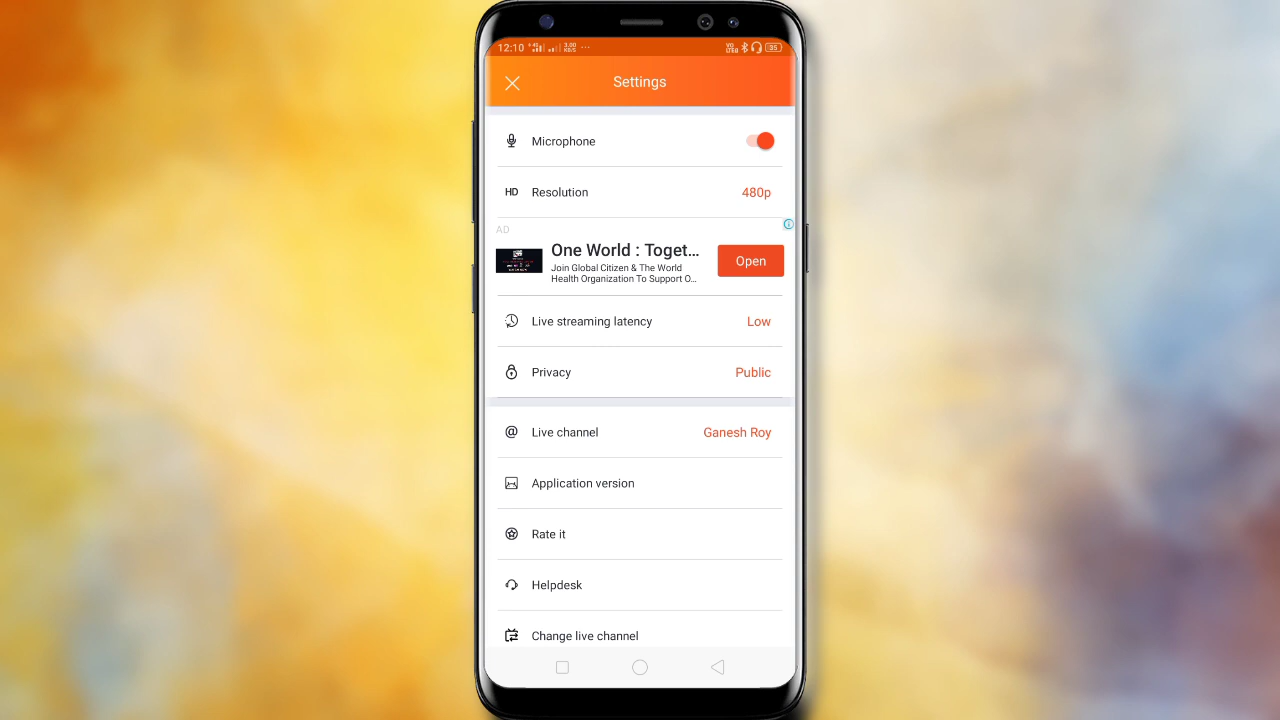 12:10
Settings
Microphone
HD Resolution 480p
AD
One World : Toget...
Join Global Citizen & The World
Health Organization To Support O...
Open
Live streaming latency Low
Privacy Public
@ Live channel Ganesh Roy
Application version
Rate it
Helpdesk
Change live channel